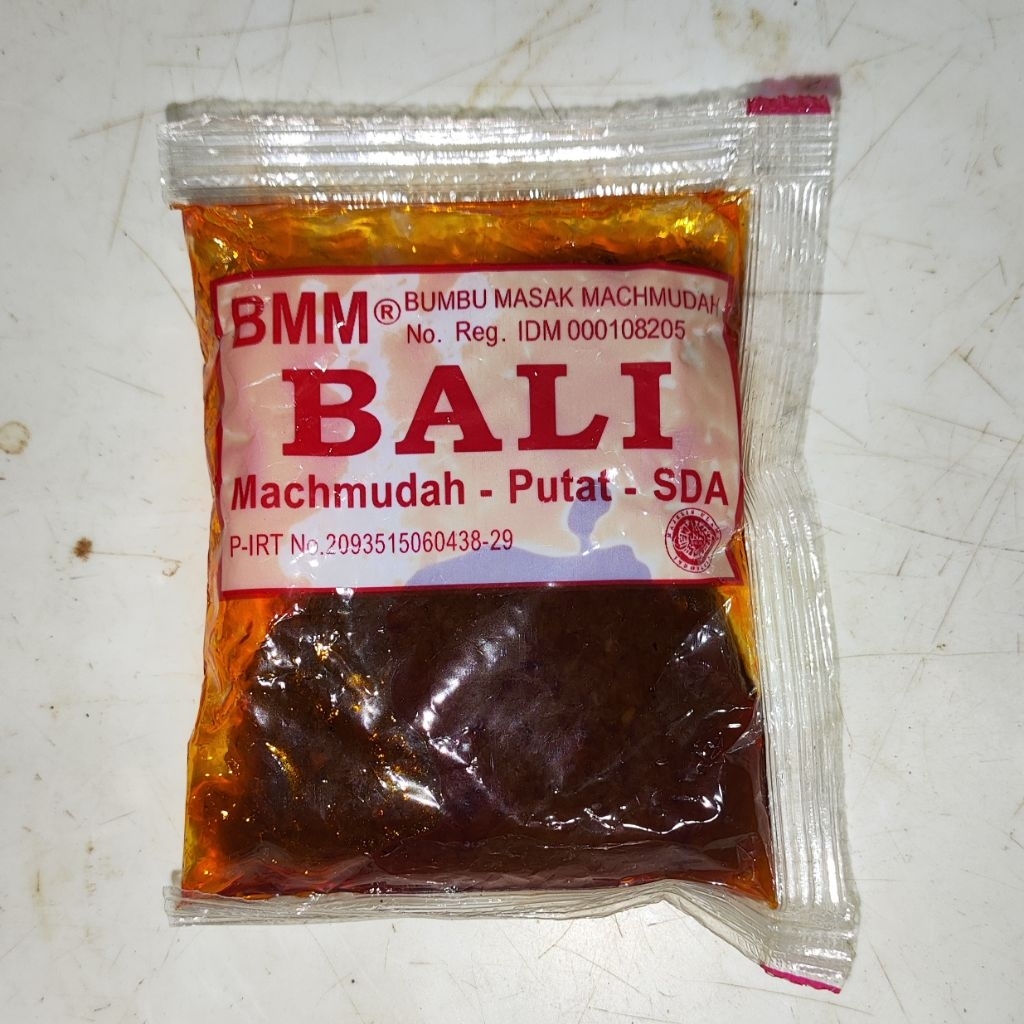 BMM® BUMBU MASAK MACHMUDAH
No. Reg. IDM 000108205
BALI
Machmudah - Putat - SDA
P-IRT No.2093515060438-29